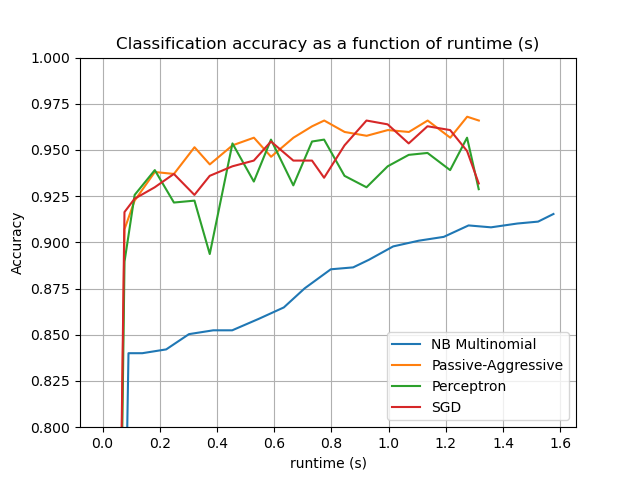 Classification accuracy as a function of runtime (s)
1.000
0.975
0.950
0.925
0.900
0.875
0.850
0.825
0.800
Accuracy
NB Multinomial
Passive-Aggressive
Perceptron
SGD
0.0 0.2 0.4 0.6 0.8 1.0 1.2 1.4 1.6
runtime (s)